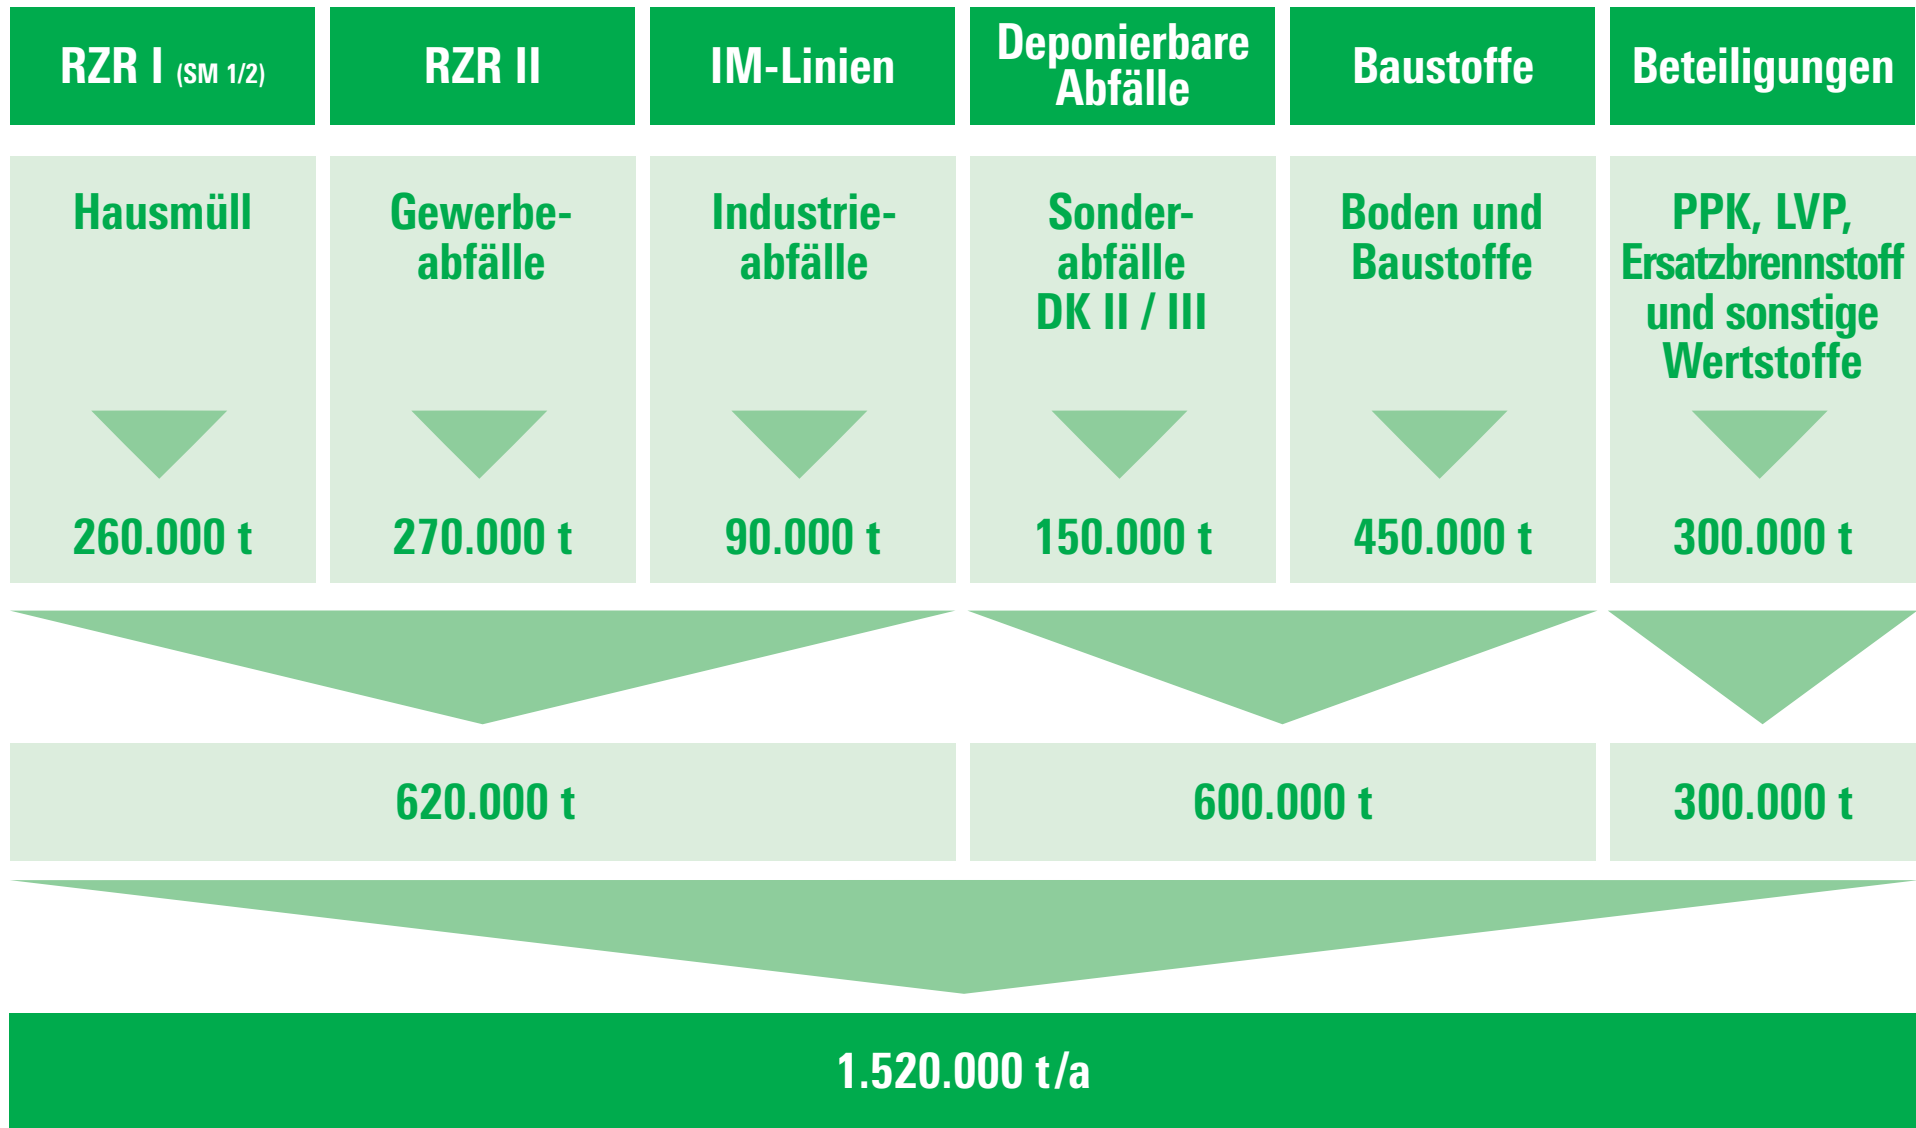 RZR I (SM 1/2)
RZR II
IM-Linien
Deponierbare
Abfälle
Baustoffe
Beteiligungen
Hausmüll
Gewerbe-
abfälle
Industrie-
abfälle
Sonder-
abfälle
DK II / III
Boden und
Baustoffe
PPK, LVP,
Ersatzbrennstoff
und sonstige
Wertstoffe
260.000 t
270.000 t
90.000 t
150.000 t
450.000 t
300.000 t
620.000 t
600.000 t
300.000 t
1.520.000 t/a